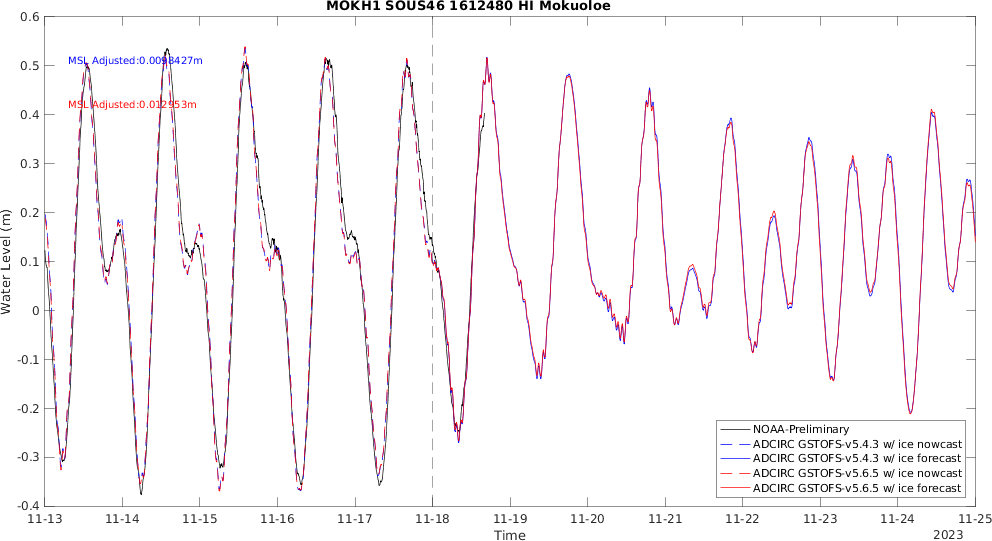 MOKH1 SOUS46 1612480 HI Mokuoloe
0.6
0.5
0.4
0.3
0.2
0.1
0
-0.1
-0.2
-0.3
-0.4
Water Level (m)
MSL Adjusted:0.0098427m
MSL Adjusted:0.012953m
NOAA-Preliminary
ADCIRC GSTOFS-v5.4.3 w/ ice nowcast
ADCIRC GSTOFS-v5.4.3 w/ ice forecast
ADCIRC GSTOFS-v5.6.5 w/ ice nowcast
ADCIRC GSTOFS-v5.6.5 w/ ice forecast
11-13 11-14 11-15 11-16 11-17 11-18 11-19 11-20 11-21 11-22 11-23 11-24 11-25
Time
2023